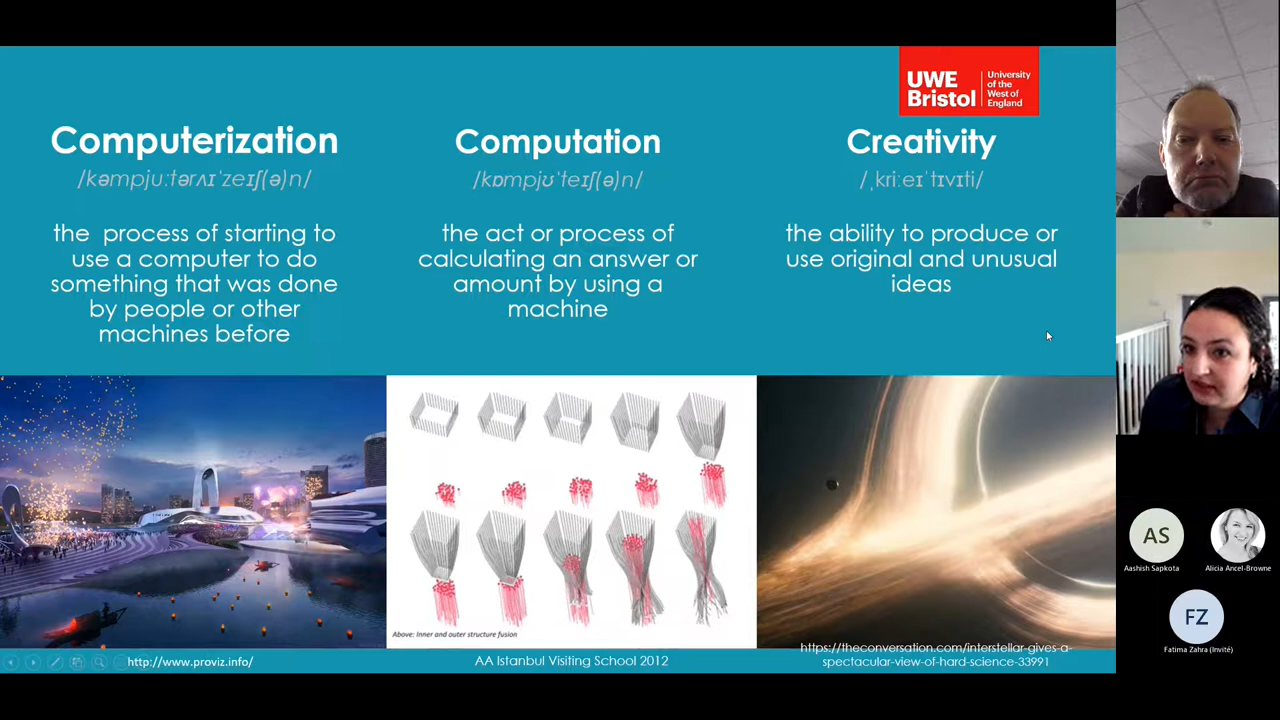 UWE
Bristol
University
of the
West of
England
Computerization
/kəmpjuːtərʌɪˈzeɪʃ(ə)n/
the process of starting to
use a computer to do
something that was done
by people or other
machines before
Computation
/kɒmpjʊˈteɪʃ(ə)n/
the act or process of
calculating an answer or
amount by using a
machine
Creativity
/ˌkriːeɪˈtɪvɪti/
the ability to produce or
use original and unusual
ideas
Above: Inner and outer structure fusion
http://www.proviz.info/
AA Istanbul Visiting School 2012
https://theconversation.com/interstellar-gives-a-
spectacular-view-of-hard-science-33991
AS
Aashish Sapkota
Alicia Ancel-Browne
FZ
Fatima Zahra (Invité)